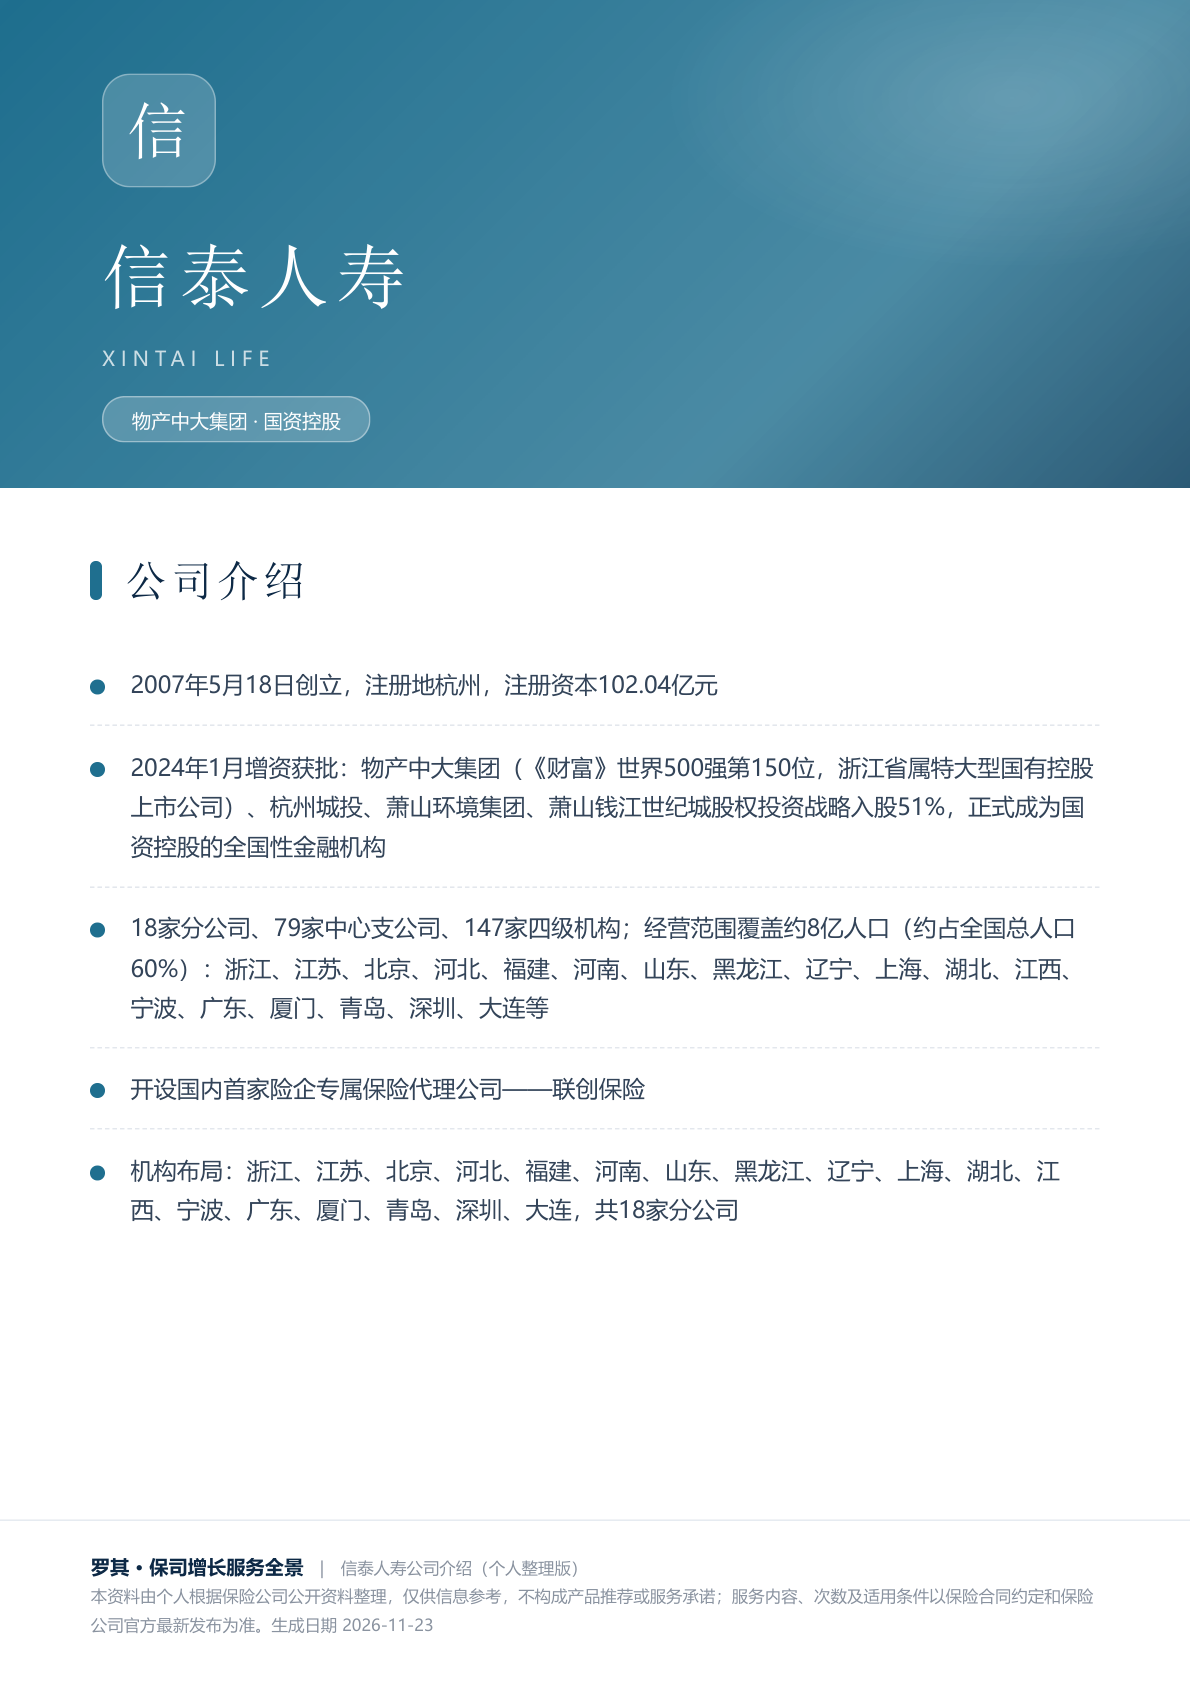 信
信泰人寿
XINTAI LIFE
物产中大集团 · 国资控股
公司介绍
2007年5月18日创立，注册地杭州，注册资本102.04亿元
2024年1月增资获批：物产中大集团（《财富》世界500强第150位，浙江省属特大型国有控股
上市公司）、杭州城投、萧山环境集团、萧山钱江世纪城股权投资战略入股51%，正式成为国
资控股的全国性金融机构
18家分公司、79家中心支公司、147家四级机构；经营范围覆盖约8亿人口（约占全国总人口
60%）：浙江、江苏、北京、河北、福建、河南、山东、黑龙江、辽宁、上海、湖北、江西、
宁波、广东、厦门、青岛、深圳、大连等
开设国内首家险企专属保险代理公司——联创保险
机构布局：浙江、江苏、北京、河北、福建、河南、山东、黑龙江、辽宁、上海、湖北、江
西、宁波、广东、厦门、青岛、深圳、大连，共18家分公司
罗其 • 保司增长服务全景 | 信泰人寿公司介绍（个人整理版）
本资料由个人根据保险公司公开资料整理，仅供信息参考，不构成产品推荐或服务承诺；服务内容、次数及适用条件以保险合同约定和保险
公司官方最新发布为准。生成日期 2026-11-23